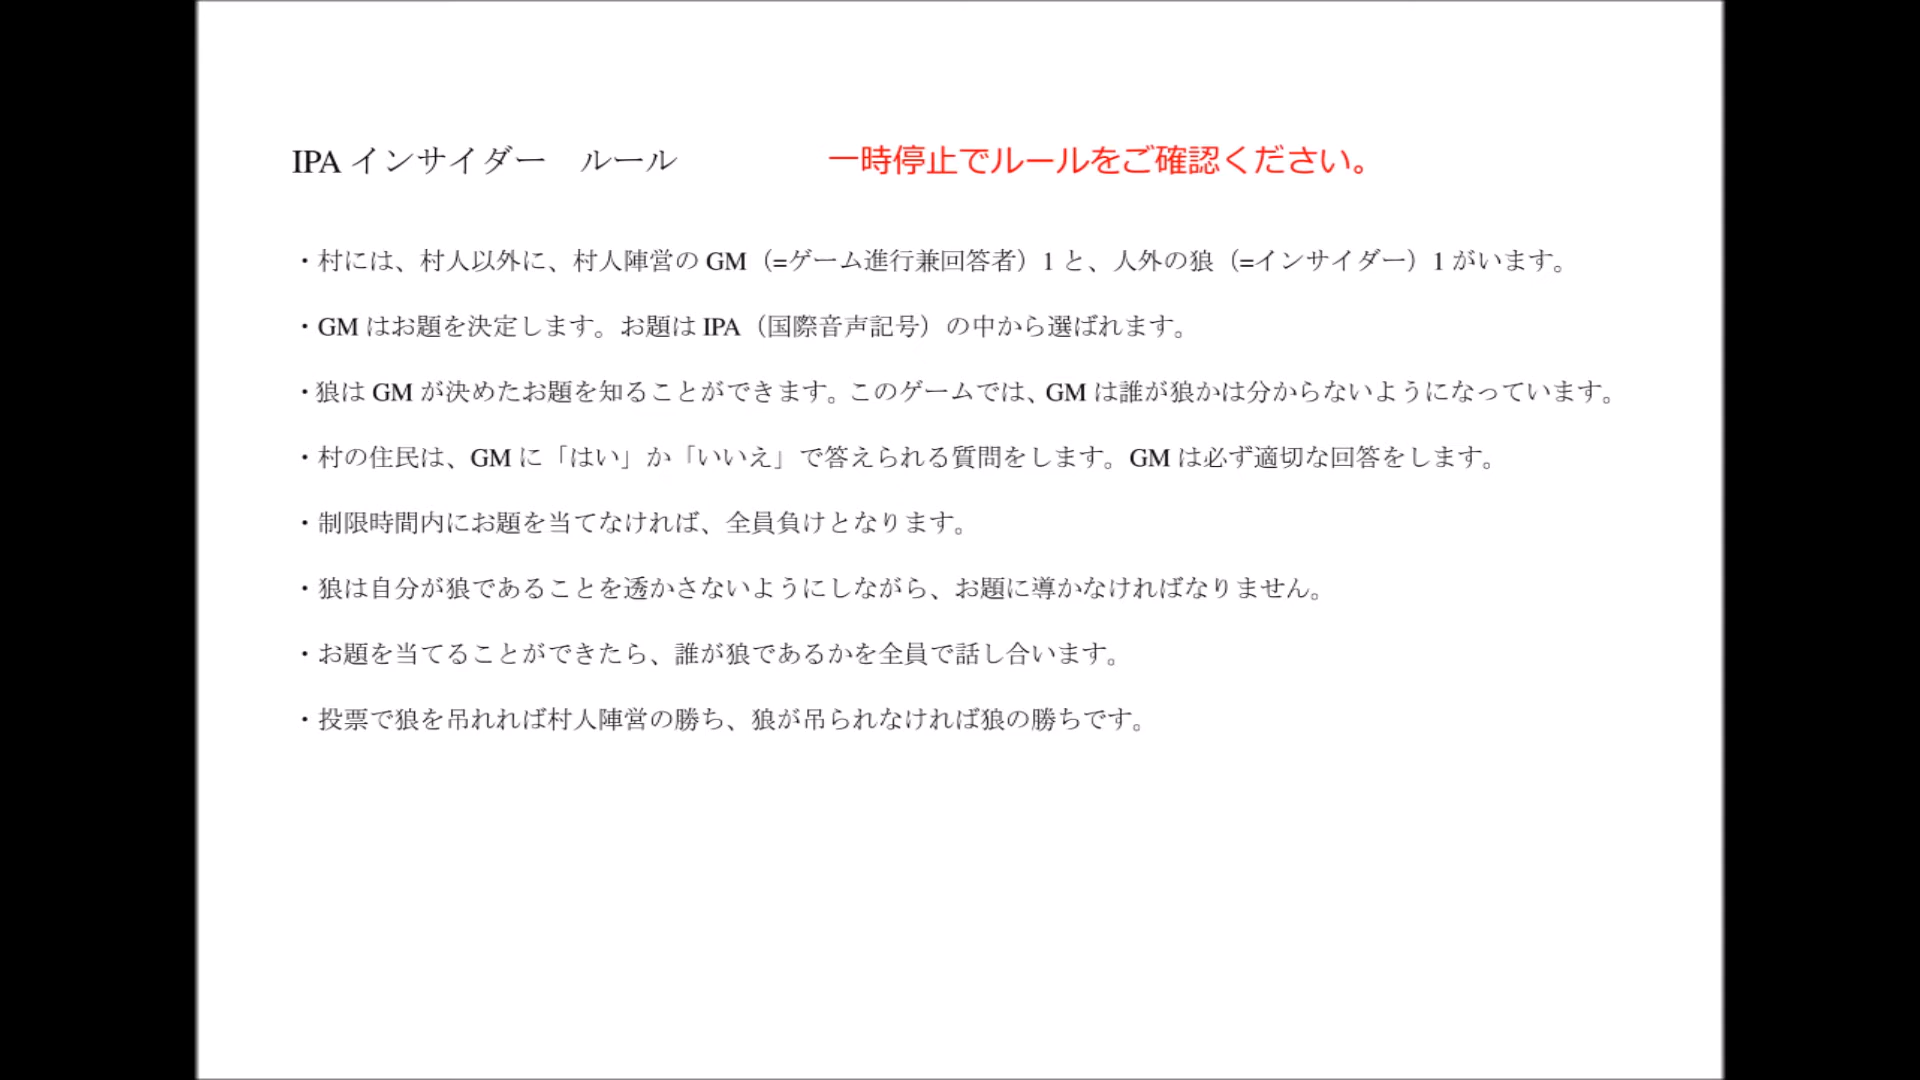 IPA インサイダー　ルール　一時停止でルールをご確認ください。
・村には、村人以外に、村人陣営の GM（=ゲーム進行兼回答者）1 と、人外の狼（=インサイダー）1 がいます。
・GM はお題を決定します。お題は IPA（国際音声記号）の中から選ばれます。
・狼は GM が決めたお題を知ることができます。このゲームでは、GM は誰が狼かは分からないようになっています。
・村の住民は、GM に「はい」か「いいえ」で答えられる質問をします。GM は必ず適切な回答をします。
・制限時間内にお題を当てなければ、全員負けとなります。
・狼は自分が狼であることを透かさないようにしながら、お題に導かなければなりません。
・お題を当てることができたら、誰が狼であるかを全員で話し合います。
・投票で狼を吊れれば村人陣営の勝ち、狼が吊られなければ狼の勝ちです。